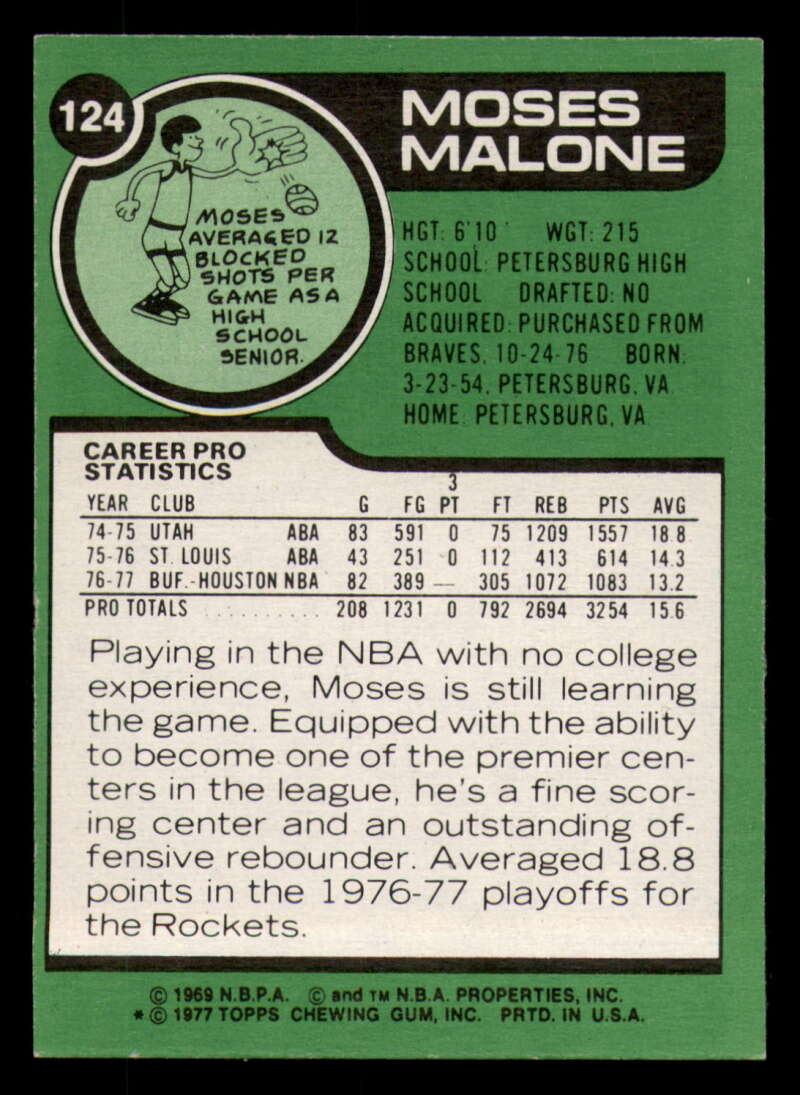 124
MOSES
MALONE
MOSES
AVERAGED 12
BLOCKED
SHOTS PER
GAME AS A
HIGH
SCHOOL
SENIOR.
HGT: 6'10" WGT: 215
SCHOOL: PETERSBURG HIGH
SCHOOL DRAFTED: NO
ACQUIRED: PURCHASED FROM
BRAVES, 10-24-76 BORN:
3-23-54, PETERSBURG, VA.
HOME: PETERSBURG, VA.
CAREER PRO
STATISTICS
3
YEAR CLUB G FG PT FT REB PTS AVG
74-75 UTAH ABA 83 591 0 75 1209 1557 18.8
75-76 ST. LOUIS ABA 43 251 0 112 413 614 14.3
76-77 BUF.-HOUSTON NBA 82 389 — 305 1072 1083 13.2
PRO TOTALS .......... 208 1231 0 792 2694 3254 15.6
Playing in the NBA with no college
experience, Moses is still learning
the game. Equipped with the ability
to become one of the premier cen-
ters in the league, he's a fine scor-
ing center and an outstanding of-
fensive rebounder. Averaged 18.8
points in the 1976-77 playoffs for
the Rockets.
© 1969 N.B.P.A. © and TM N.B.A. PROPERTIES, INC.
* © 1977 TOPPS CHEWING GUM, INC. PRTD. IN U.S.A.